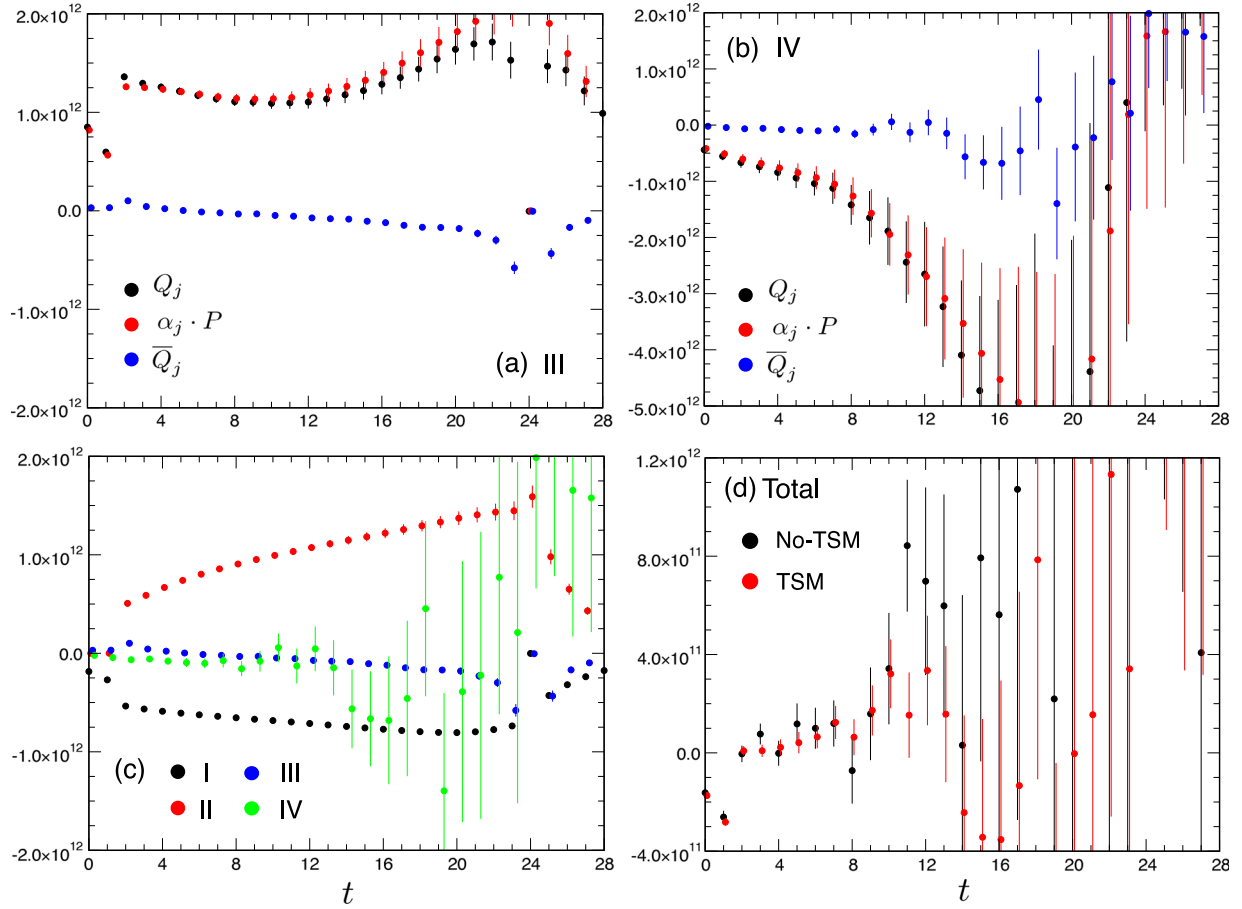 2.0×10¹²
1.0×10¹²
0.0
-1.0×10¹²
-2.0×10¹²
0 4 8 12 16 20 24 28
Q_j
α_j · P
Q̅_j
(a) III
2.0×10¹²
1.0×10¹²
0.0
-1.0×10¹²
-2.0×10¹²
-3.0×10¹²
-4.0×10¹²
-5.0×10¹²
0 4 8 12 16 20 24 28
(b) IV
Q_j
α_j · P
Q̅_j
2.0×10¹²
1.0×10¹²
0.0
-1.0×10¹²
-2.0×10¹²
0 4 8 12 16 20 24 28
(c)
I III
II IV
t
1.2×10¹²
8.0×10¹¹
4.0×10¹¹
0.0
-4.0×10¹¹
0 4 8 12 16 20 24 28
(d) Total
No-TSM
TSM
t